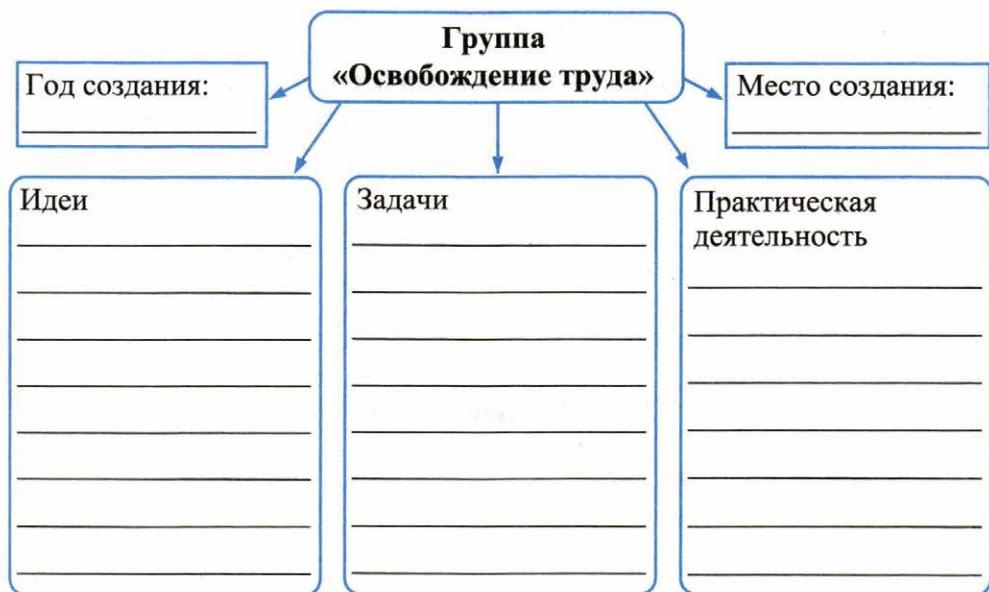 Группа
«Освобождение труда»
Год создания:
Место создания:
Идеи
Задачи
Практическая
деятельность